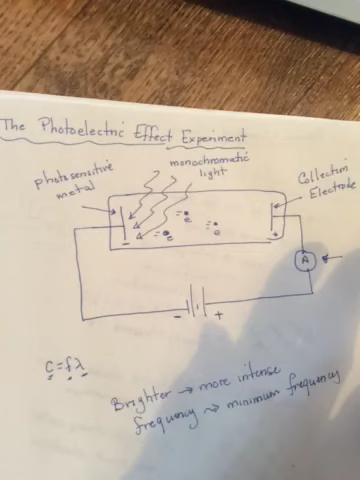 The Photoelectric Effect Experiment
monochromatic
light
photosensitive
metal
Collection
Electrode
e
e
e
- +
A
- +
c = fλ
Brighter → more intense
frequency → minimum frequency